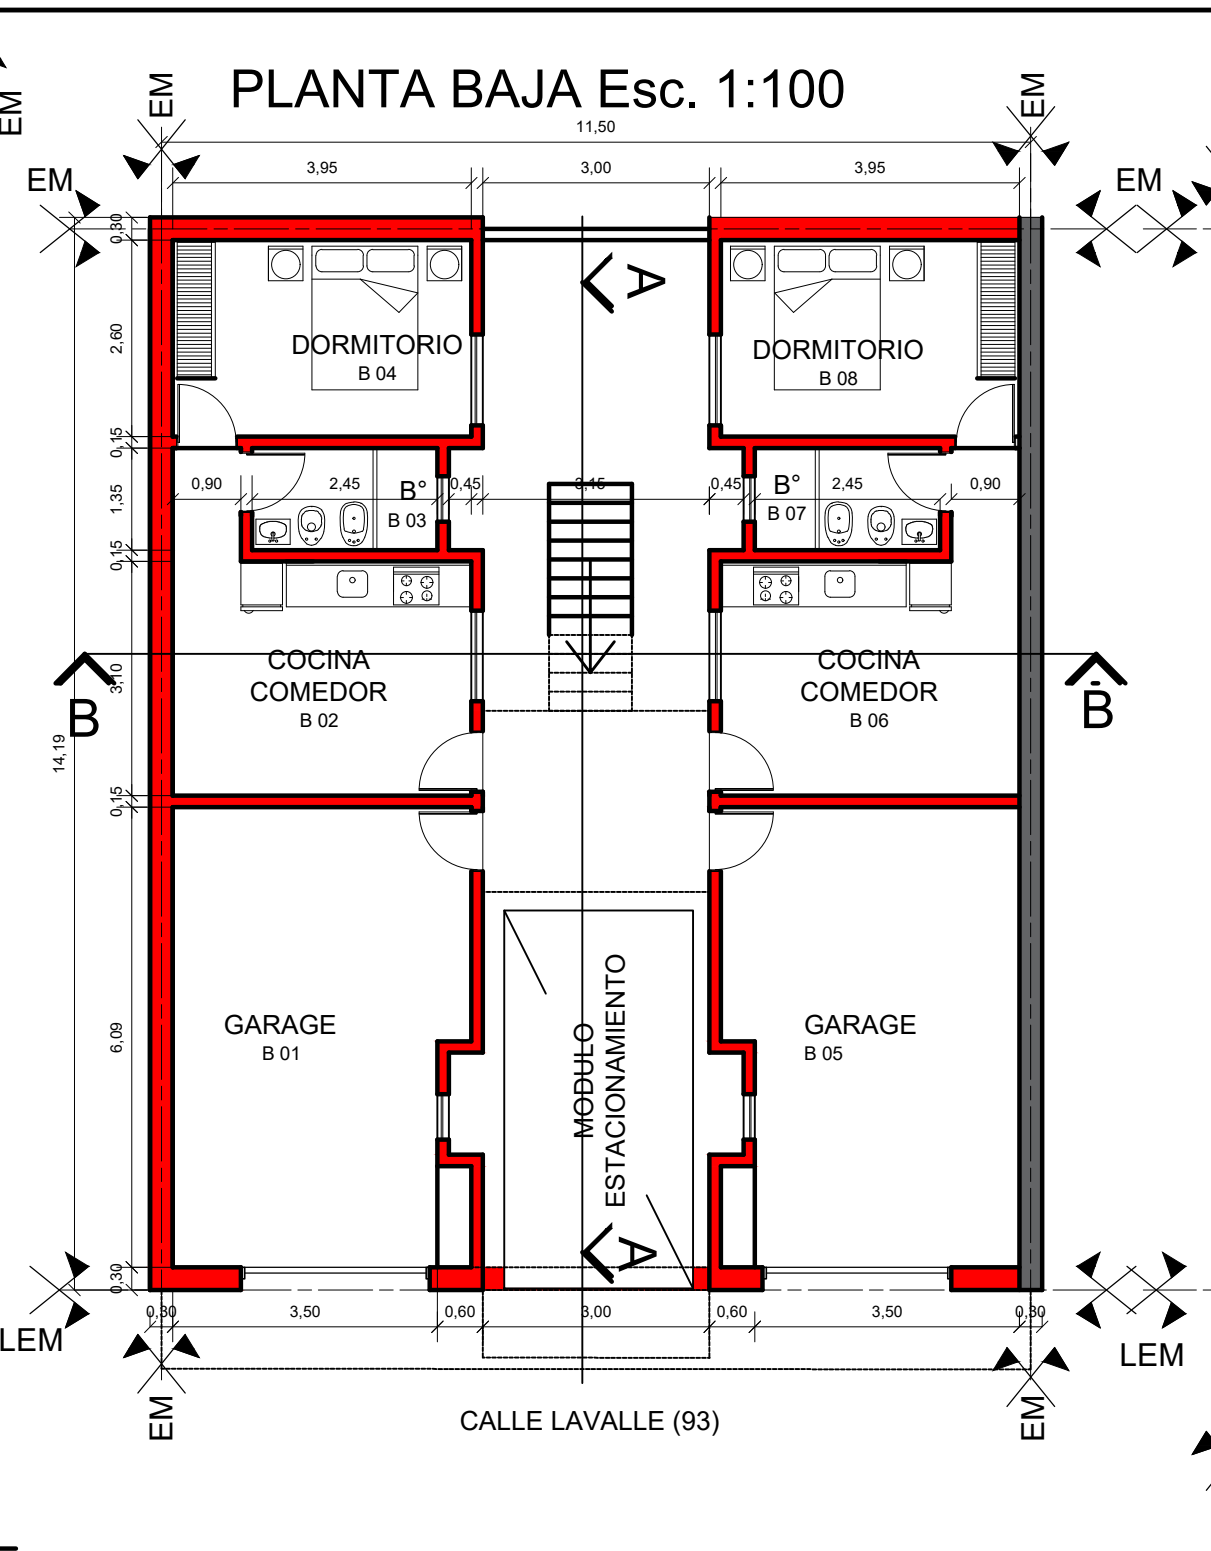 EM
EM
PLANTA BAJA Esc. 1:100
EM
11,50
3,95
3,00
3,95
EM
EM
0,30
A
2,60
DORMITORIO
B 04
DORMITORIO
B 08
0,15
0,90
2,45
B°
B 03
0,45
3,15
0,45
B°
B 07
2,45
0,90
1.35
0,15
COCINA
COMEDOR
B 02
COCINA
COMEDOR
B 06
3,10
B
B
14,19
0,15
6,09
GARAGE
B 01
MODULO
ESTACIONAMIENTO
GARAGE
B 05
A
0,30
0,30
3,50
0,60
3,00
0,60
3,50
0,30
LEM
LEM
EM
EM
CALLE LAVALLE (93)